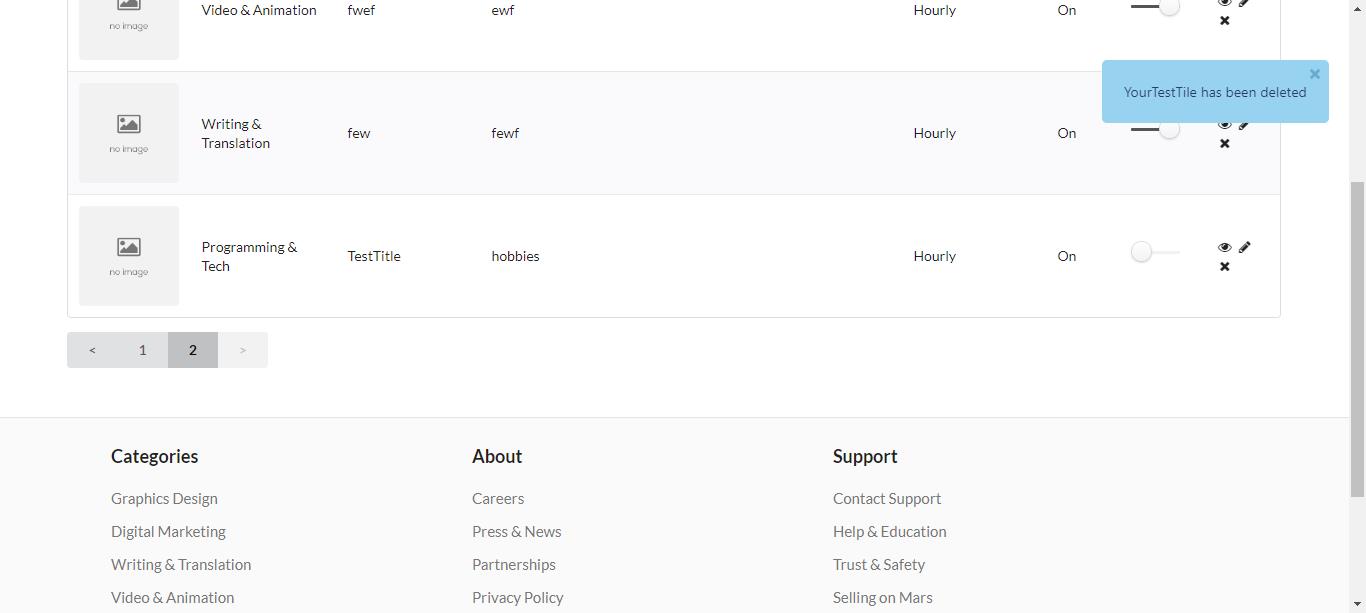 Video & Animation fwef ewf Hourly On
no image
YourTestTile has been deleted
Writing &
Translation
few fewf Hourly On
no image
Programming &
Tech
TestTitle hobbies Hourly On
no image
< 1 2 >
Categories
Graphics Design
Digital Marketing
Writing & Translation
Video & Animation
About
Careers
Press & News
Partnerships
Privacy Policy
Support
Contact Support
Help & Education
Trust & Safety
Selling on Mars